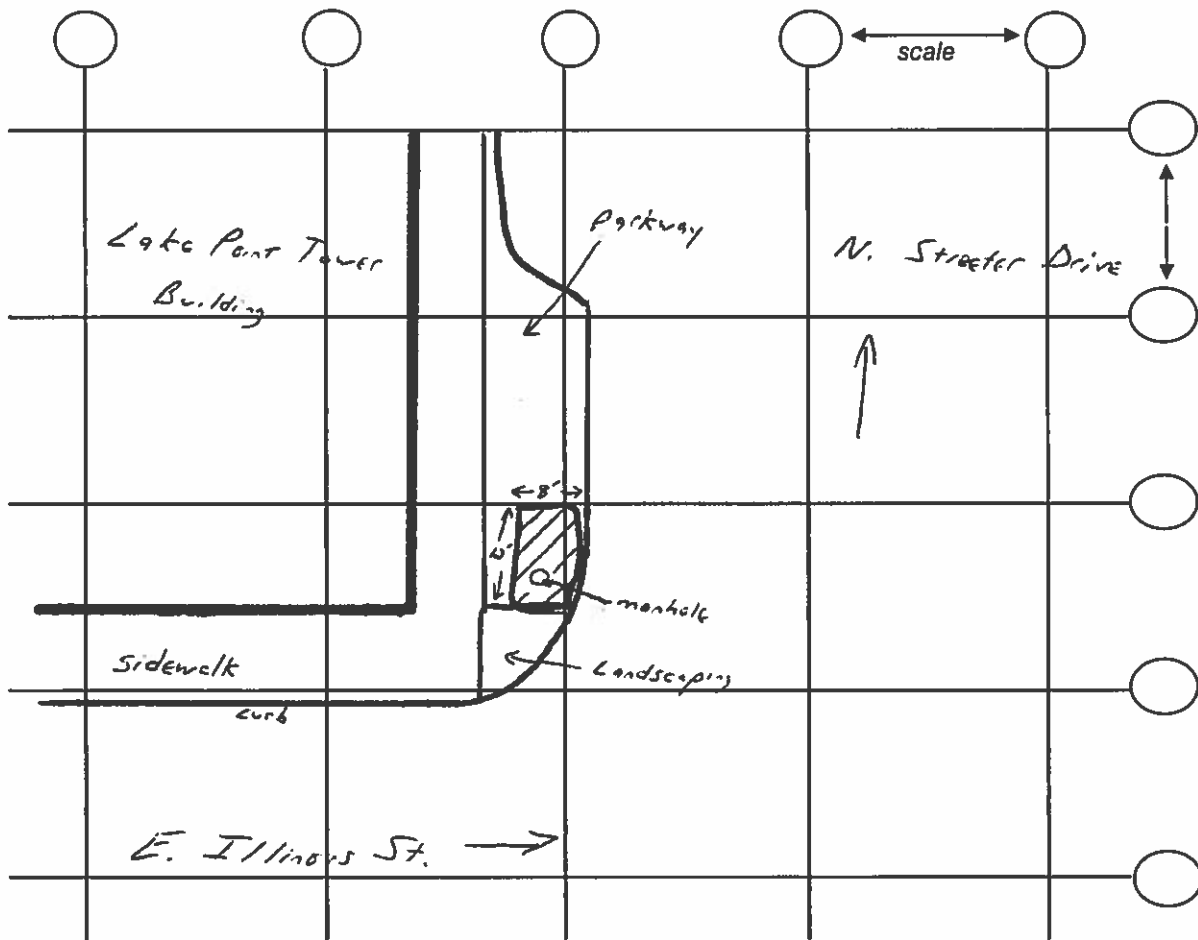 scale
Parkway
Lake Point Tower
Building
N. Streeter Drive
8'
manhole
Landscaping
Sidewalk
curb
E. Illinois St.